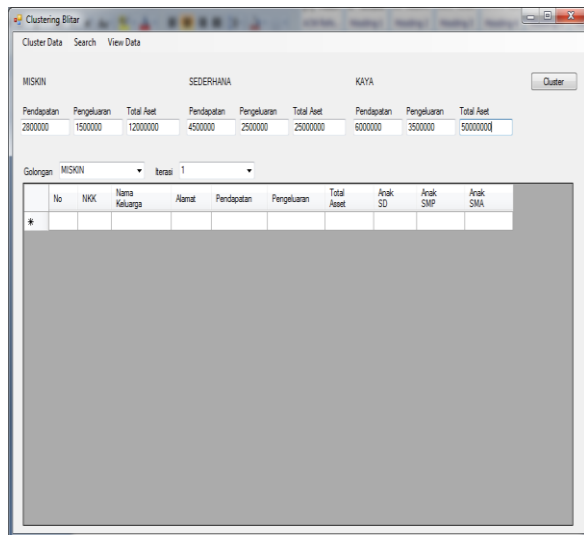 Clustering Blitar
Cluster Data Search View Data
MISKIN SEDERHANA KAYA Cluster
Pendapatan Pengeluaran Total Aset Pendapatan Pengeluaran Total Aset Pendapatan Pengeluaran Total Aset
2800000 1500000 12000000 4500000 2500000 25000000 6000000 3500000 50000000
Golongan MISKIN Iterasi 1
No NKK Nama Keluarga Alamat Pendapatan Pengeluaran Total Asset Anak SD Anak SMP Anak SMA